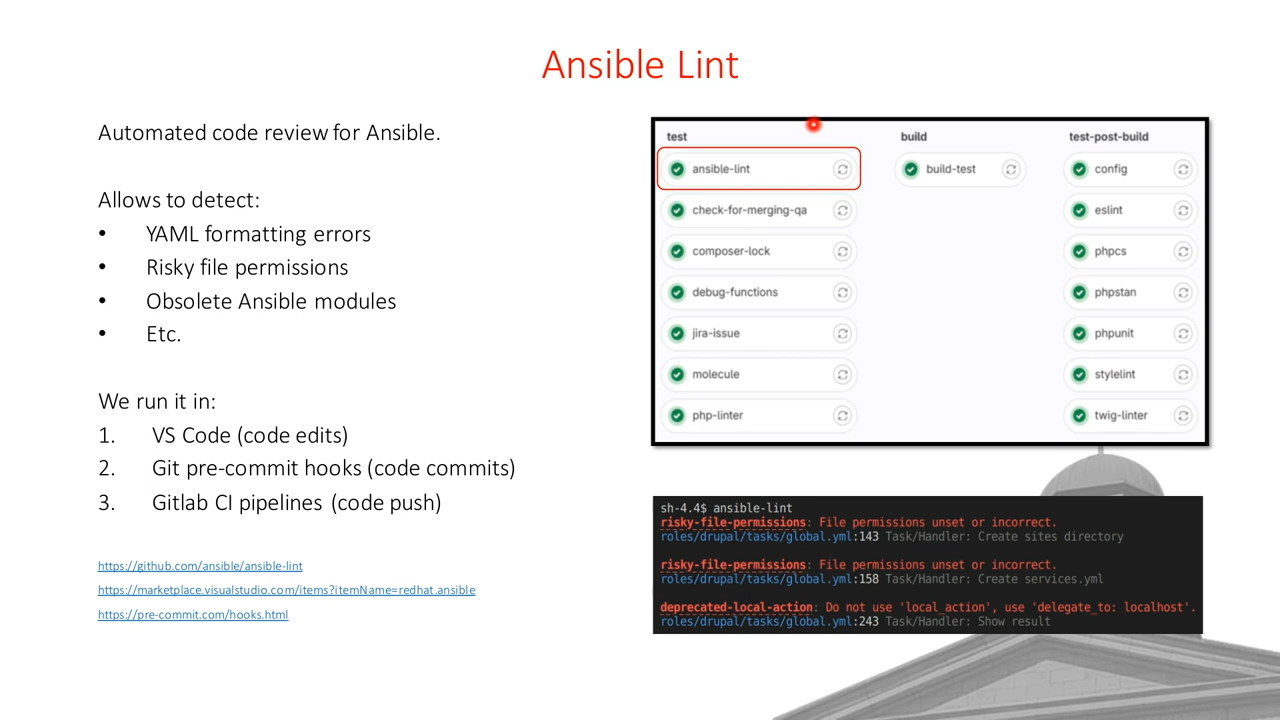 Ansible Lint
Automated code review for Ansible.
Allows to detect:
• YAML formatting errors
• Risky file permissions
• Obsolete Ansible modules
• Etc.
We run it in:
1. VS Code (code edits)
2. Git pre-commit hooks (code commits)
3. Gitlab CI pipelines (code push)
https://github.com/ansible/ansible-lint
https://marketplace.visualstudio.com/items?itemName=redhat.ansible
https://pre-commit.com/hooks.html
test
ansible-lint
check-for-merging-qa
composer-lock
debug-functions
jira-issue
molecule
php-linter
build
build-test
test-post-build
config
eslint
phpcs
phpstan
phpunit
stylelint
twig-linter
sh-4.4$ ansible-lint
risky-file-permissions: File permissions unset or incorrect.
roles/drupal/tasks/global.yml:143 Task/Handler: Create sites directory
risky-file-permissions: File permissions unset or incorrect.
roles/drupal/tasks/global.yml:158 Task/Handler: Create services.yml
deprecated-local-action: Do not use 'local_action', use 'delegate_to: localhost'.
roles/drupal/tasks/global.yml:243 Task/Handler: Show result